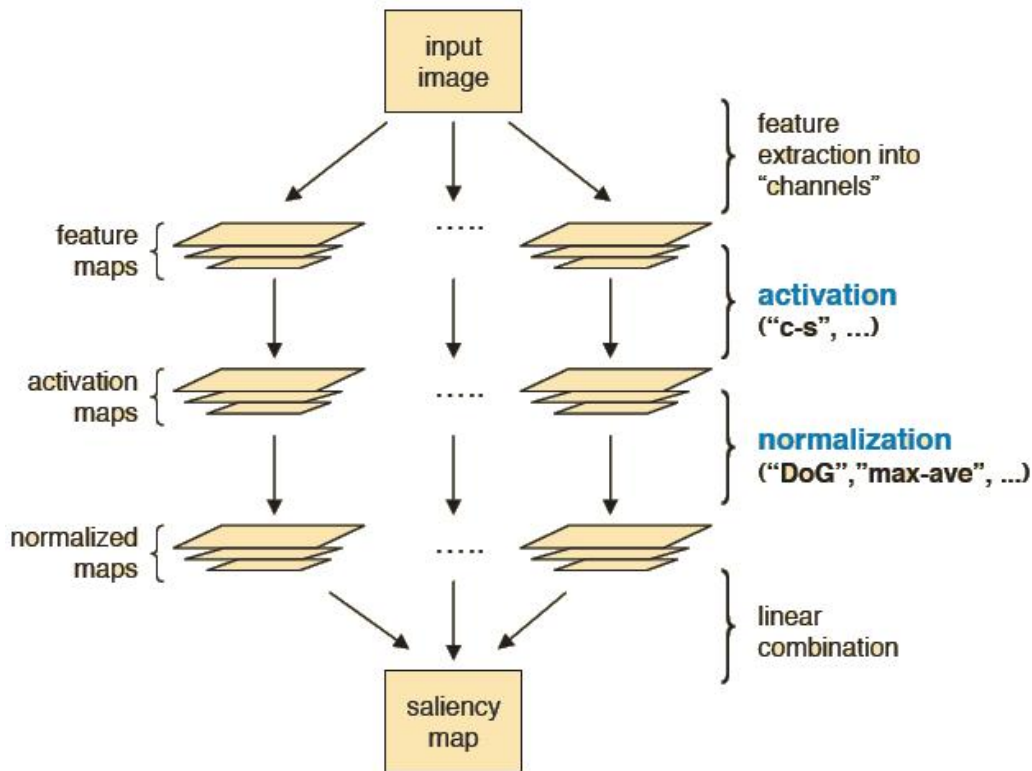 input
image
feature
extraction into
“channels”
feature
maps
.....
activation
(“c-s”, ...)
activation
maps
.....
normalization
(“DoG”,”max-ave”, ...)
normalized
maps
.....
linear
combination
saliency
map